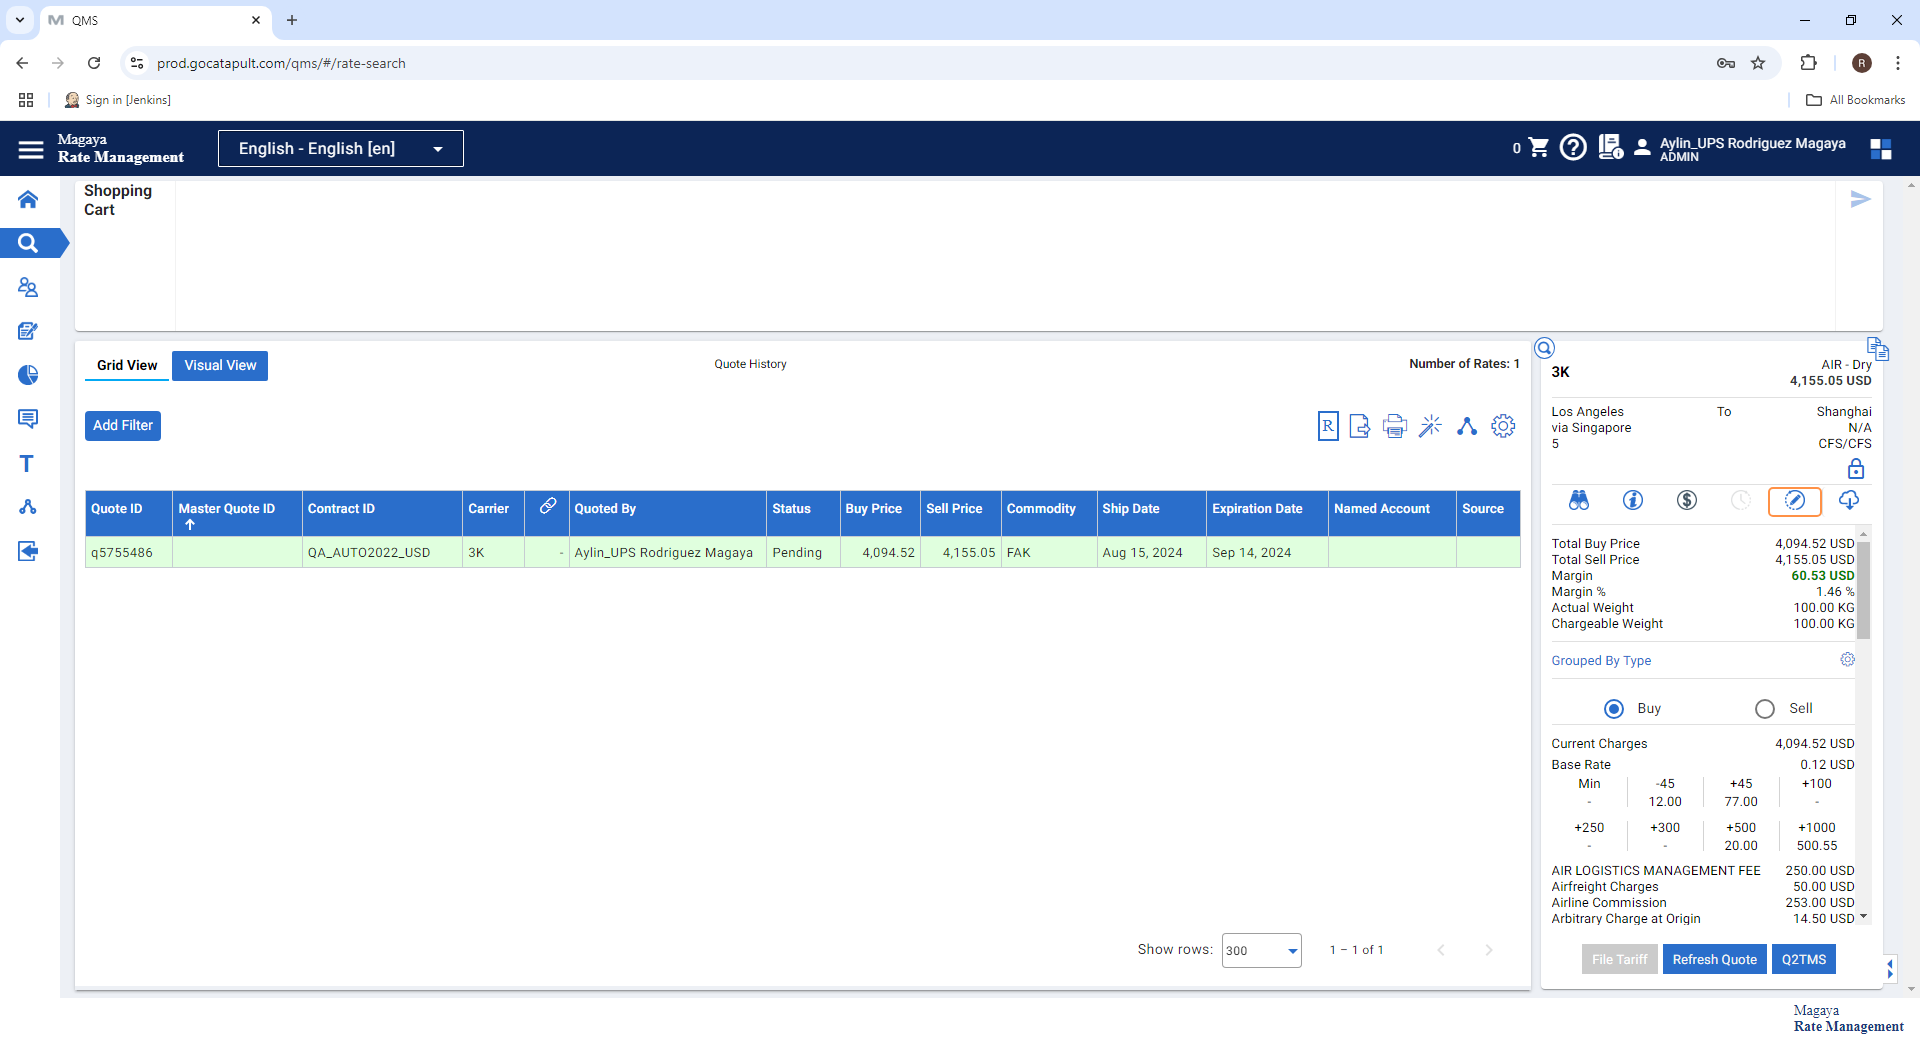 QMS
prod.gocatapult.com/qms/#/rate-search
R
Sign in [Jenkins]
All Bookmarks
Magaya
Rate Management
English - English [en]
0
Aylin_UPS Rodriguez Magaya
ADMIN
Shopping
Cart
Grid View
Visual View
Quote History
Number of Rates: 1
Add Filter
R
Quote ID Master Quote ID Contract ID Carrier Quoted By Status Buy Price Sell Price Commodity Ship Date Expiration Date Named Account Source
q5755486 QA_AUTO2022_USD 3K - Aylin_UPS Rodriguez Magaya Pending 4,094.52 4,155.05 FAK Aug 15, 2024 Sep 14, 2024
Show rows: 300 1 – 1 of 1
AIR - Dry
3K
4,155.05 USD
Los Angeles To Shanghai
via Singapore N/A
5 CFS/CFS
Total Buy Price 4,094.52 USD
Total Sell Price 4,155.05 USD
Margin 60.53 USD
Margin % 1.46 %
Actual Weight 100.00 KG
Chargeable Weight 100.00 KG
Grouped By Type
Buy Sell
Current Charges 4,094.52 USD
Base Rate 0.12 USD
Min -45 +45 +100
- 12.00 77.00 -
+250 +300 +500 +1000
- - 20.00 500.55
AIR LOGISTICS MANAGEMENT FEE 250.00 USD
Airfreight Charges 50.00 USD
Airline Commission 253.00 USD
Arbitrary Charge at Origin 14.50 USD
File Tariff Refresh Quote Q2TMS
Magaya
Rate Management